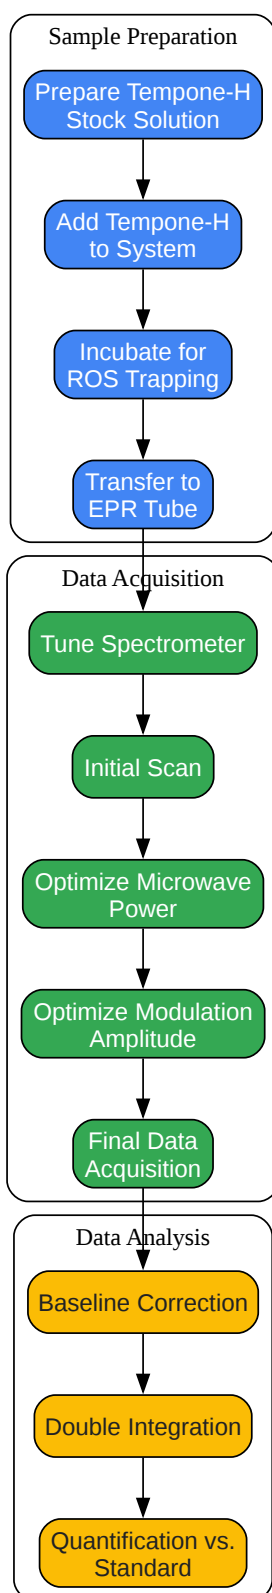 Sample Preparation
Prepare Tempone-H
Stock Solution
Add Tempone-H
to System
Incubate for
ROS Trapping
Transfer to
EPR Tube
Data Acquisition
Tune Spectrometer
Initial Scan
Optimize Microwave
Power
Optimize Modulation
Amplitude
Final Data
Acquisition
Data Analysis
Baseline Correction
Double Integration
Quantification vs.
Standard